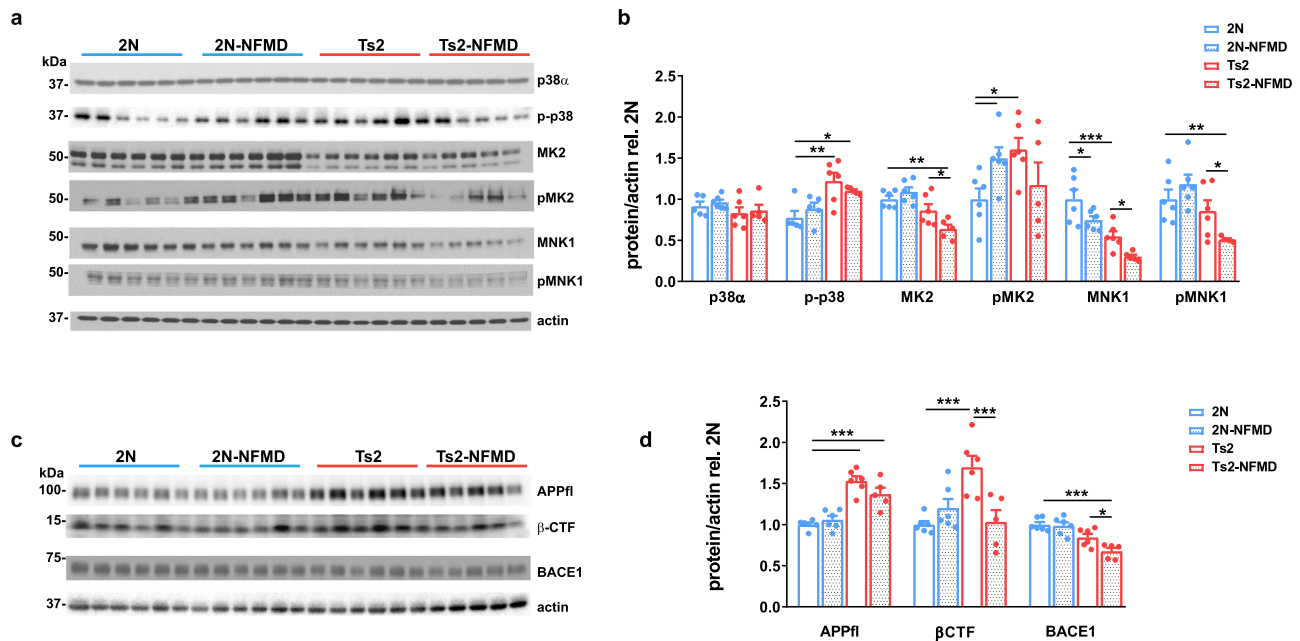 a
2N 2N-NFMD Ts2 Ts2-NFMD
kDa
37- p38α
37- p-p38
50- MK2
50- pMK2
50- MNK1
50- pMNK1
37- actin
b
2N
2N-NFMD
Ts2
Ts2-NFMD
protein/actin rel. 2N
2.5
2.0
1.5
1.0
0.5
0.0
* ** ** * * *** * * ** *
p38α p-p38 MK2 pMK2 MNK1 pMNK1
c
2N 2N-NFMD Ts2 Ts2-NFMD
kDa
100- APPfl
15- β-CTF
75- BACE1
37- actin
d
2N
2N-NFMD
Ts2
Ts2-NFMD
protein/actin rel. 2N
2.5
2.0
1.5
1.0
0.5
0.0
*** *** *** *** *
APPfl βCTF BACE1